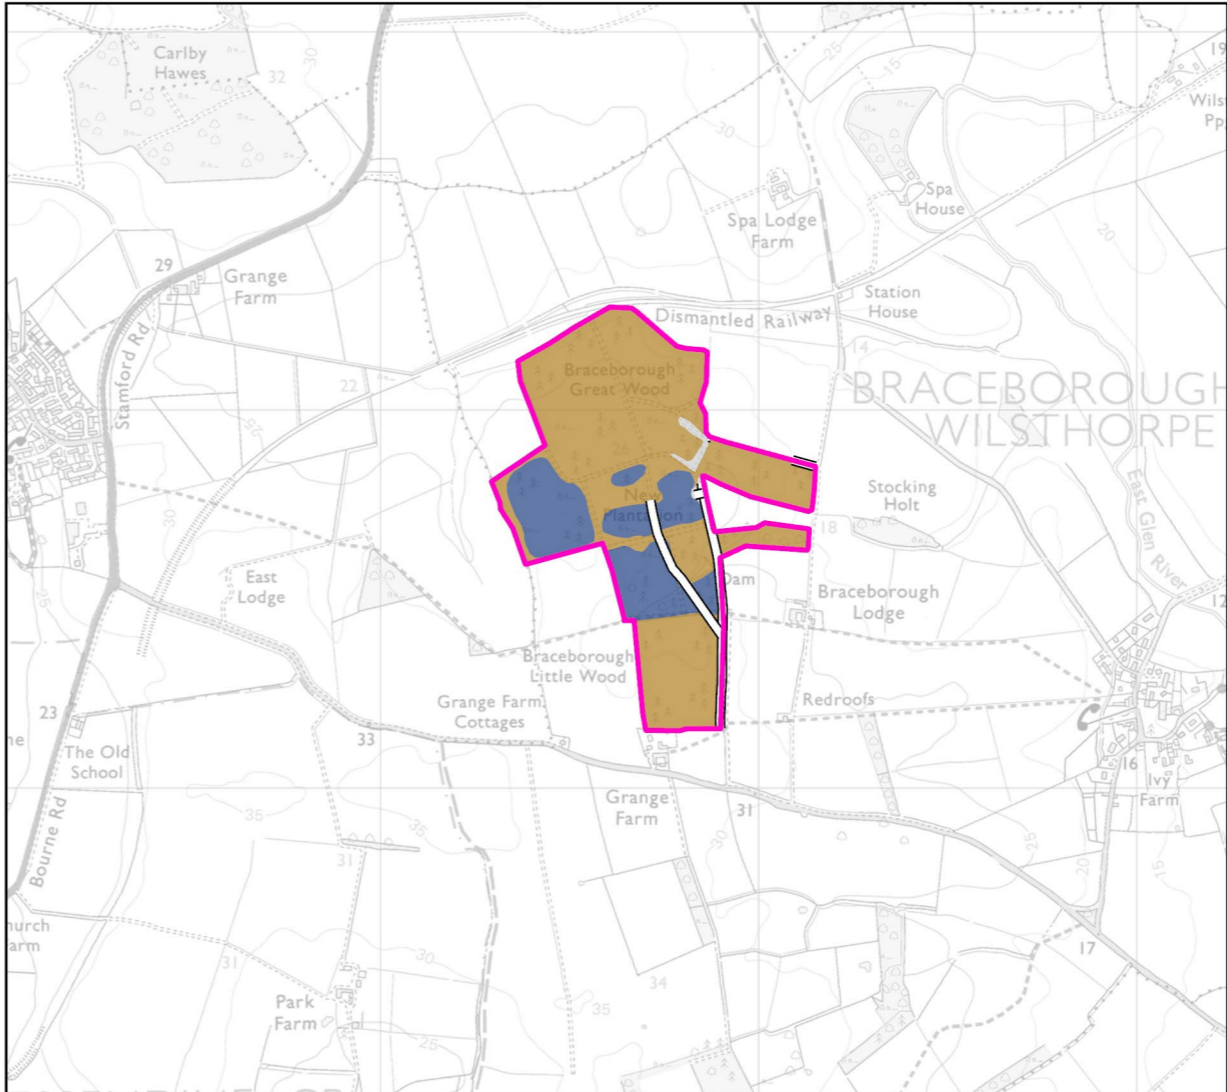 Carlby
Hawes
32
30
30
25
15
19
Wils
Pp
Spa
House
Spa Lodge
Farm
20
29
Grange
Farm
Station
House
Dismantled Railway
Stamford Rd
14
22
25
Braceborough
Great Wood
BRACEBOROUGH
WILSTHORPE
26
New
Plantation
Stocking
Holt
30
18
East Glen River
East
Lodge
25
Dam
Braceborough
Lodge
Braceborough
Little Wood
Grange Farm
Cottages
Redroofs
23
33
The Old
School
16
Ivy
Farm
Grange
Farm
31
35
35
31
30
25
20
15
Bourne Rd
hurch
arm
31
30
34
17
Park
Farm
35
25